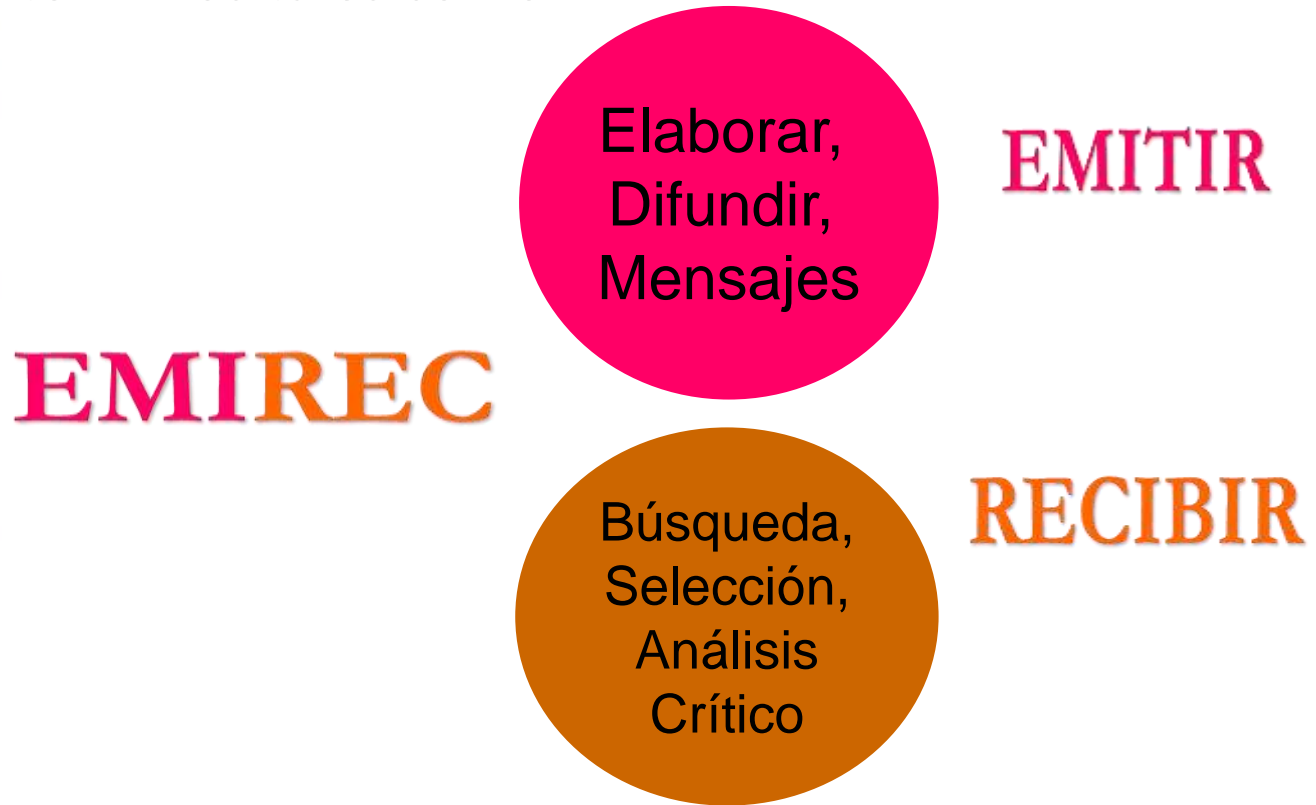 Elaborar,
Difundir,
Mensajes
EMITIR
EMIREC
Búsqueda,
Selección,
Análisis
Crítico
RECIBIR